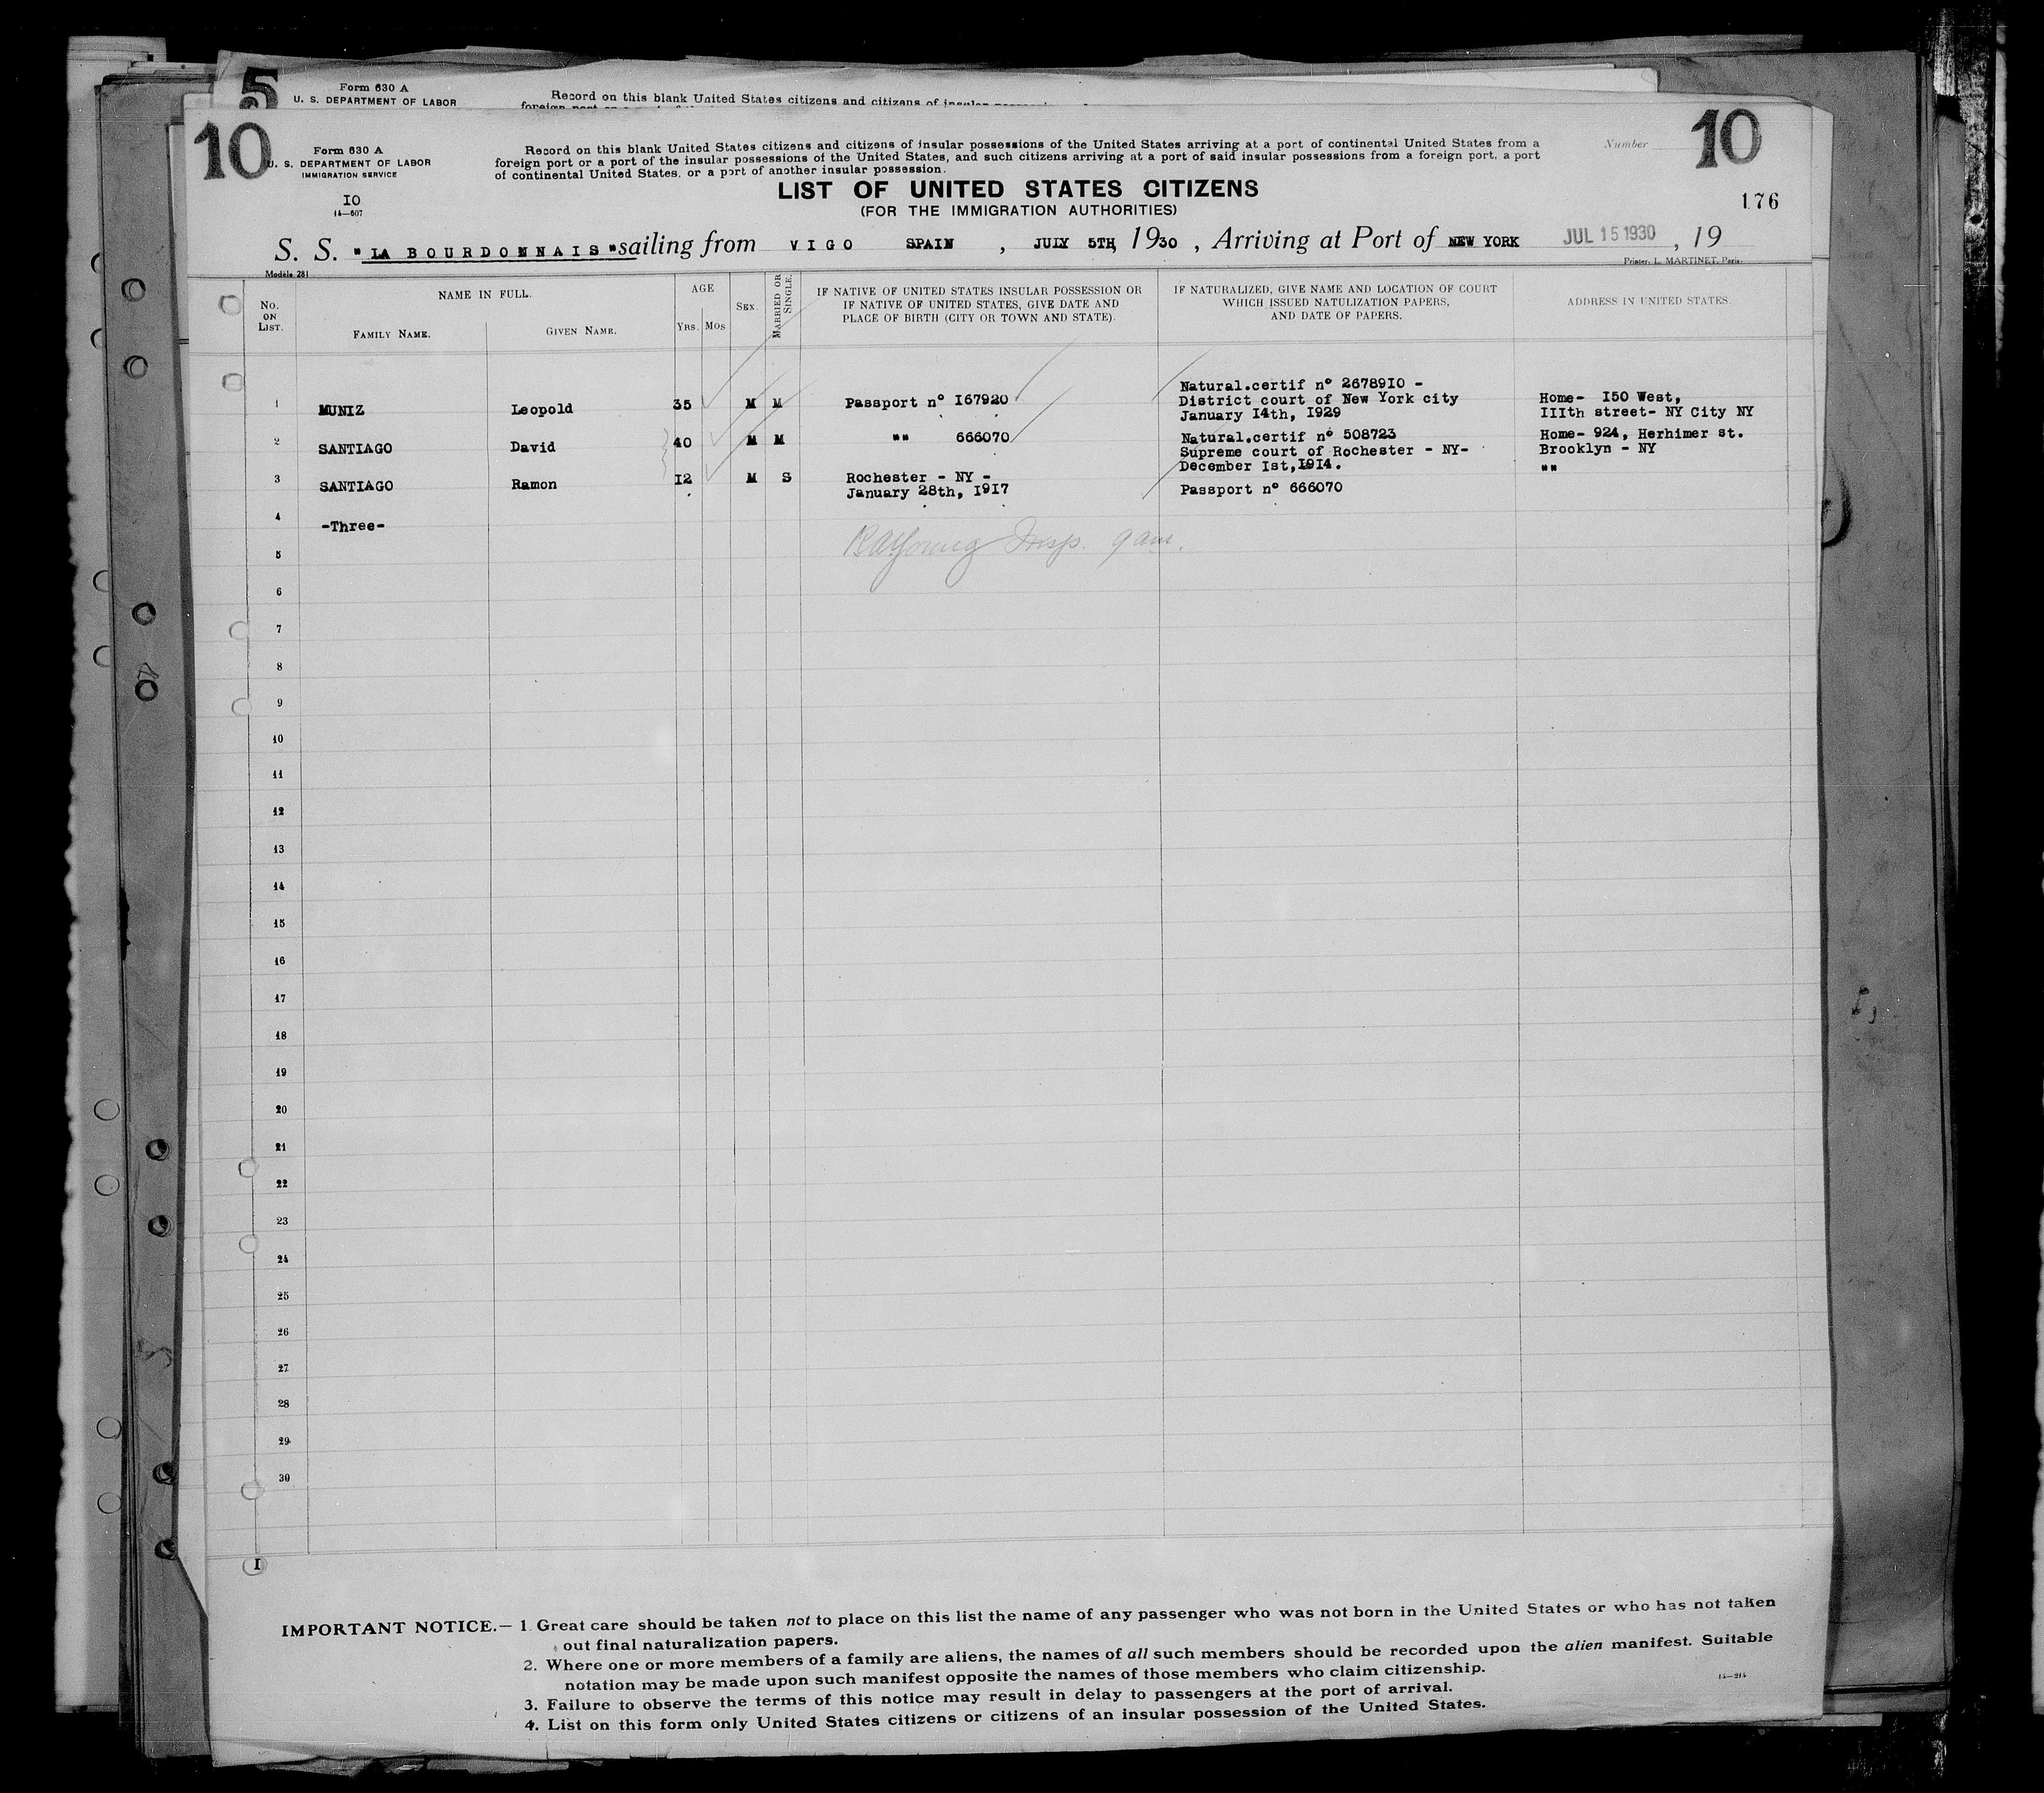 5
Form 630 A
U. S. DEPARTMENT OF LABOR
Record on this blank United States citizens and citizens of insular
10
Form 630 A
U. S. DEPARTMENT OF LABOR
IMMIGRATION SERVICE
IO
14—607
Record on this blank United States citizens and citizens of insular possessions of the United States arriving at a port of continental United States from a
foreign port or a port of the insular possessions of the United States, and such citizens arriving at a port of said insular possessions from a foreign port, a port
of continental United States, or a port of another insular possession.
Number
10
176
LIST OF UNITED STATES CITIZENS
(FOR THE IMMIGRATION AUTHORITIES)
S. S. "LA BOURDONNAIS" sailing from VIGO SPAIN , JULY 5TH, 1930 , Arriving at Port of NEW YORK JUL 15 1930 , 19
Modèle 281
Printer. L. MARTINET, Paris.
No. ON LIST.
NAME IN FULL.
FAMILY NAME.
GIVEN NAME.
AGE
YRS. MOS
SEX.
MARRIED OR SINGLE.
IF NATIVE OF UNITED STATES INSULAR POSSESSION OR
IF NATIVE OF UNITED STATES, GIVE DATE AND
PLACE OF BIRTH (CITY OR TOWN AND STATE).
IF NATURALIZED, GIVE NAME AND LOCATION OF COURT
WHICH ISSUED NATULIZATION PAPERS,
AND DATE OF PAPERS.
ADDRESS IN UNITED STATES.
1 MUNIZ Leopold 35 M M Passport n° I67920
Natural.certif n° 26789I0 -
District court of New York city
January I4th, I929
Home- I50 West,
IIIth street- NY City NY
2 SANTIAGO David 40 M M "" 666070
Natural.certif n° 508723
Supreme court of Rochester - NY-
December Ist,I9I4.
Home- 924, Herhimer st.
Brooklyn - NY
3 SANTIAGO Ramon I2 M S Rochester - NY -
January 28th, I9I7
Passport n° 666070
""
4 -Three-
Insp. 9 am.
5
6
7
8
9
10
11
12
13
14
15
16
17
18
19
20
21
22
23
24
25
26
27
28
29
30
I
IMPORTANT NOTICE.— 1 Great care should be taken not to place on this list the name of any passenger who was not born in the United States or who has not taken
out final naturalization papers.
2. Where one or more members of a family are aliens, the names of all such members should be recorded upon the alien manifest. Suitable
notation may be made upon such manifest opposite the names of those members who claim citizenship.
3. Failure to observe the terms of this notice may result in delay to passengers at the port of arrival.
4. List on this form only United States citizens or citizens of an insular possession of the United States.
14—214